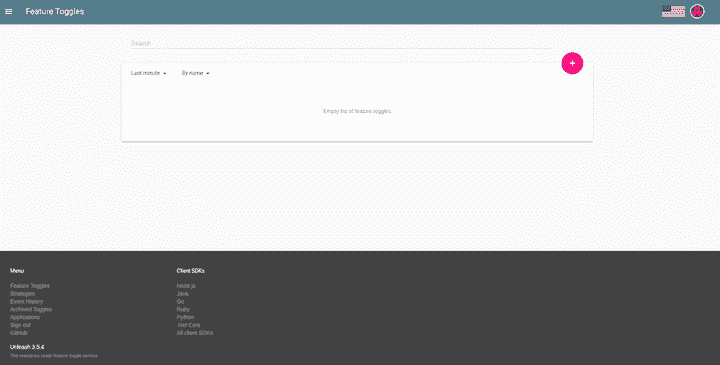 Feature Toggles
Search
+
Last minute
By name
Empty list of feature toggles
Menu
Feature Toggles
Strategies
Event History
Archived Toggles
Applications
Sign out
GitHub
Unleash 3.5.4
The enterprise ready feature toggle service.
Client SDKs
Node.js
Java
Go
Ruby
Python
.Net Core
All client SDKs